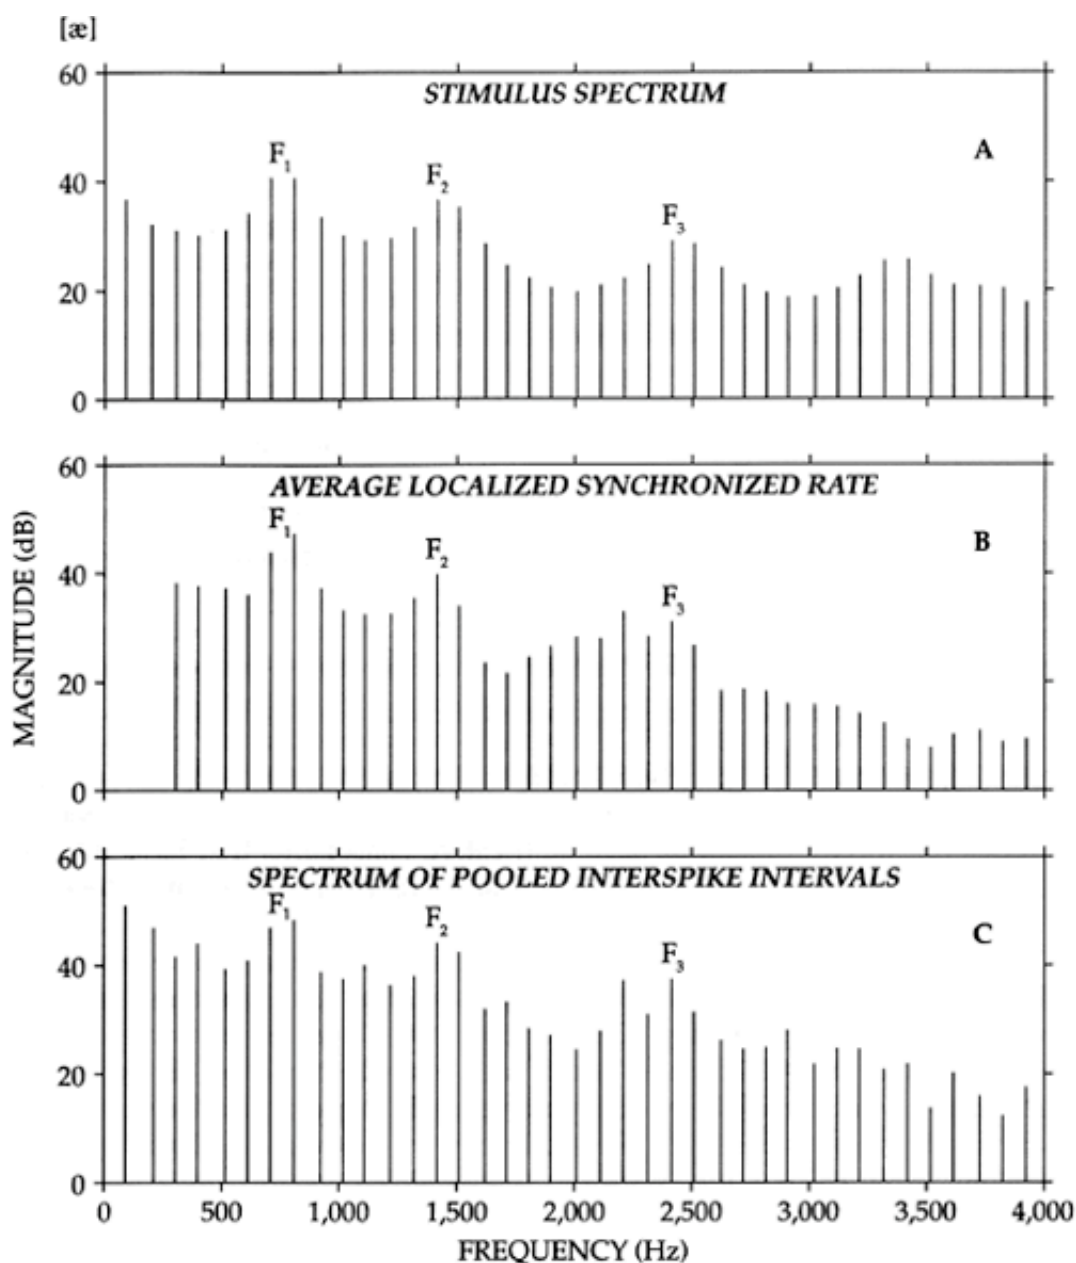 [æ]
60
STIMULUS SPECTRUM
A
F1
40
F2
F3
20
0
60
AVERAGE LOCALIZED SYNCHRONIZED RATE
F1
B
F2
40
F3
20
0
MAGNITUDE (dB)
60
SPECTRUM OF POOLED INTERSPIKE INTERVALS
F1
F2
C
F3
40
20
0
0 500 1,000 1,500 2,000 2,500 3,000 3,500 4,000
FREQUENCY (Hz)